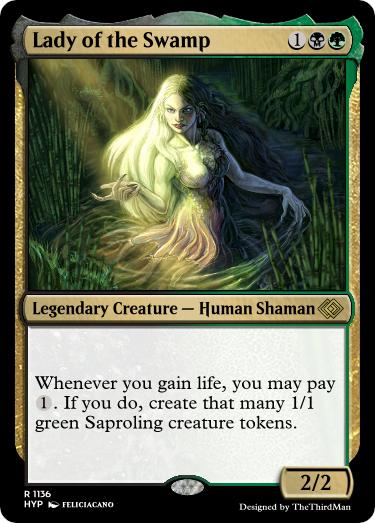 Lady of the Swamp 1
Legendary Creature — Human Shaman
Whenever you gain life, you may pay
1. If you do, create that many 1/1
green Saproling creature tokens.
2/2
R 1136
HYP FELICIACANO
Designed by TheThirdMan